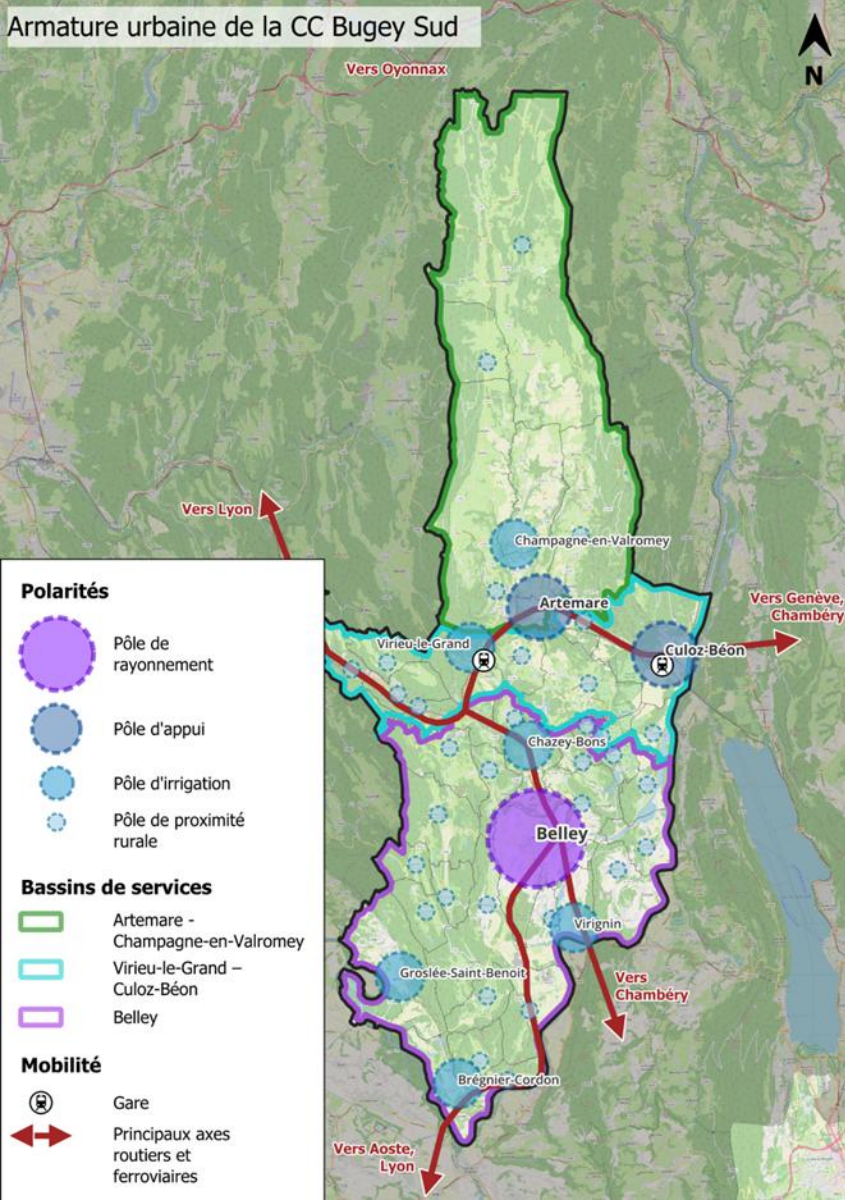 Armature urbaine de la CC Bugey Sud
N
Vers Oyonnax
Vers Lyon
Champagne-en-Valromey
Artemare
Vers Genève,
Chambéry
Virieu-le-Grand
Culoz-Béon
Chazey-Bons
Belley
Virignin
Groslée-Saint-Benoit
Vers
Chambéry
Brégnier-Cordon
Vers Aoste,
Lyon
Polarités
Pôle de
rayonnement
Pôle d'appui
Pôle d'irrigation
Pôle de proximité
rurale
Bassins de services
Artemare -
Champagne-en-Valromey
Virieu-le-Grand –
Culoz-Béon
Belley
Mobilité
Gare
Principaux axes
routiers et
ferroviaires